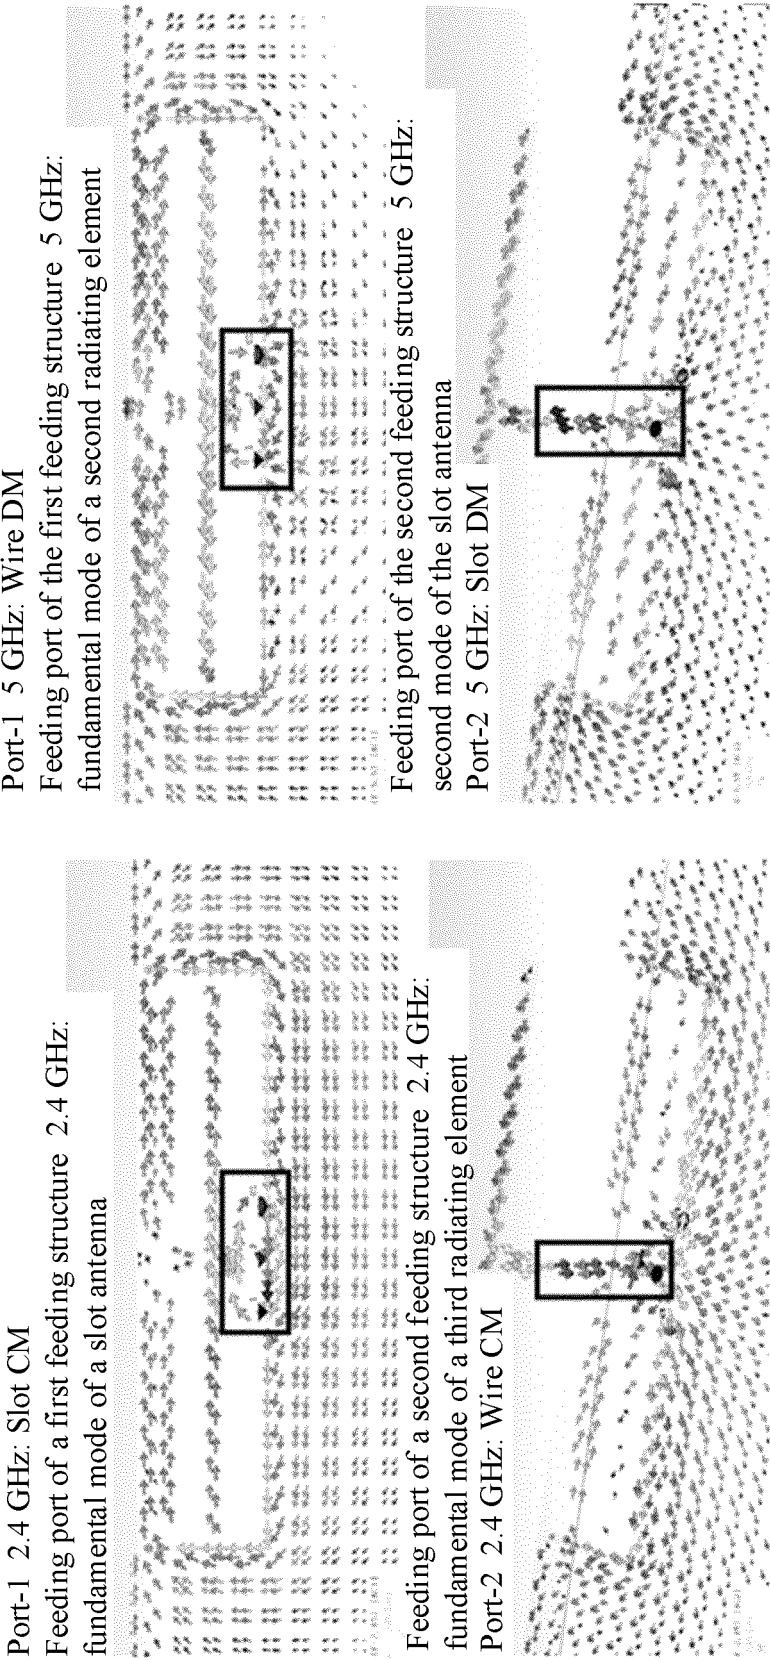 Port-1 2.4 GHz: Slot CM
Feeding port of a first feeding structure 2.4 GHz:
fundamental mode of a slot antenna
Port-1 5 GHz: Wire DM
Feeding port of the first feeding structure 5 GHz:
fundamental mode of a second radiating element
Feeding port of a second feeding structure 2.4 GHz:
fundamental mode of a third radiating element
Port-2 2.4 GHz: Wire CM
Feeding port of the second feeding structure 5 GHz:
second mode of the slot antenna
Port-2 5 GHz: Slot DM